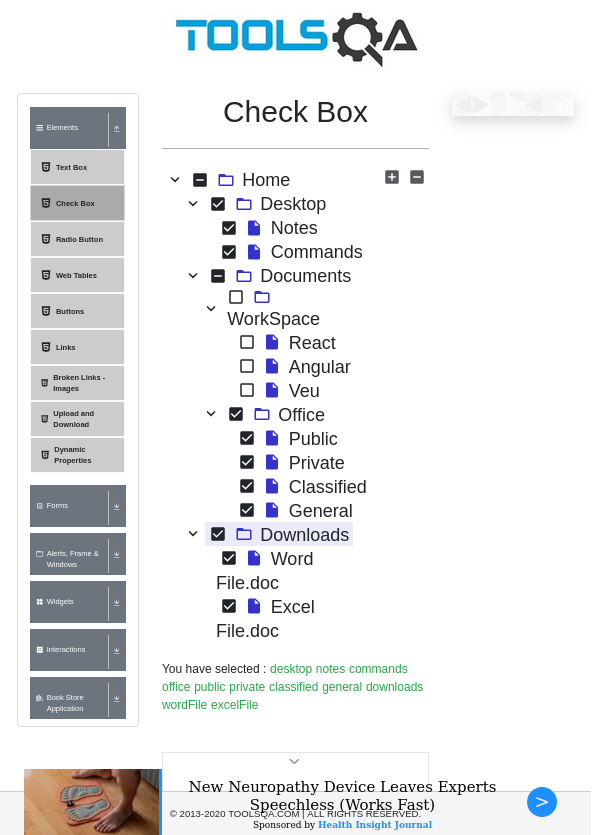 TOOLSQA
Elements
Text Box
Check Box
Radio Button
Web Tables
Buttons
Links
Broken Links -
Images
Upload and
Download
Dynamic
Properties
Forms
Alerts, Frame &
Windows
Widgets
Interactions
Book Store
Application
Check Box
Home
Desktop
Notes
Commands
Documents
WorkSpace
React
Angular
Veu
Office
Public
Private
Classified
General
Downloads
Word
File.doc
Excel
File.doc
You have selected : desktop notes commands
office public private classified general downloads
wordFile excelFile
New Neuropathy Device Leaves Experts
Speechless (Works Fast)
© 2013-2020 TOOLSQA.COM | ALL RIGHTS RESERVED.
Sponsored by Health Insight Journal